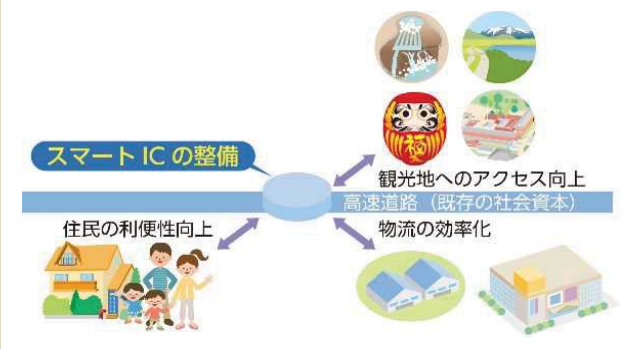 スマート IC の整備
観光地へのアクセス向上
高速道路（既存の社会資本）
住民の利便性向上
物流の効率化
福